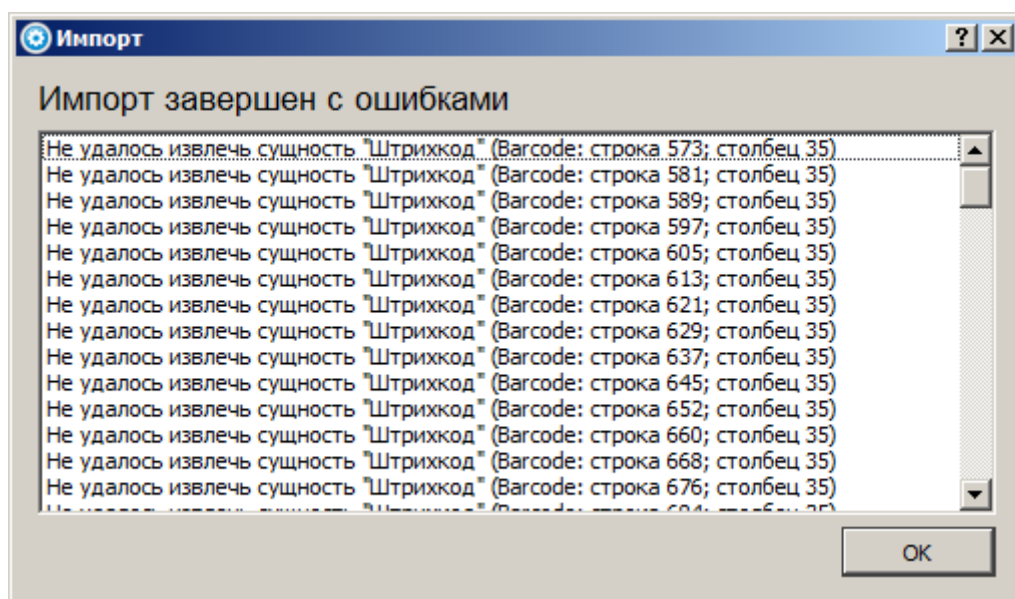 Импорт
Импорт завершен с ошибками
Не удалось извлечь сущность "Штрихкод" (Barcode: строка 573; столбец 35)
Не удалось извлечь сущность "Штрихкод" (Barcode: строка 581; столбец 35)
Не удалось извлечь сущность "Штрихкод" (Barcode: строка 589; столбец 35)
Не удалось извлечь сущность "Штрихкод" (Barcode: строка 597; столбец 35)
Не удалось извлечь сущность "Штрихкод" (Barcode: строка 605; столбец 35)
Не удалось извлечь сущность "Штрихкод" (Barcode: строка 613; столбец 35)
Не удалось извлечь сущность "Штрихкод" (Barcode: строка 621; столбец 35)
Не удалось извлечь сущность "Штрихкод" (Barcode: строка 629; столбец 35)
Не удалось извлечь сущность "Штрихкод" (Barcode: строка 637; столбец 35)
Не удалось извлечь сущность "Штрихкод" (Barcode: строка 645; столбец 35)
Не удалось извлечь сущность "Штрихкод" (Barcode: строка 652; столбец 35)
Не удалось извлечь сущность "Штрихкод" (Barcode: строка 660; столбец 35)
Не удалось извлечь сущность "Штрихкод" (Barcode: строка 668; столбец 35)
Не удалось извлечь сущность "Штрихкод" (Barcode: строка 676; столбец 35)
OK